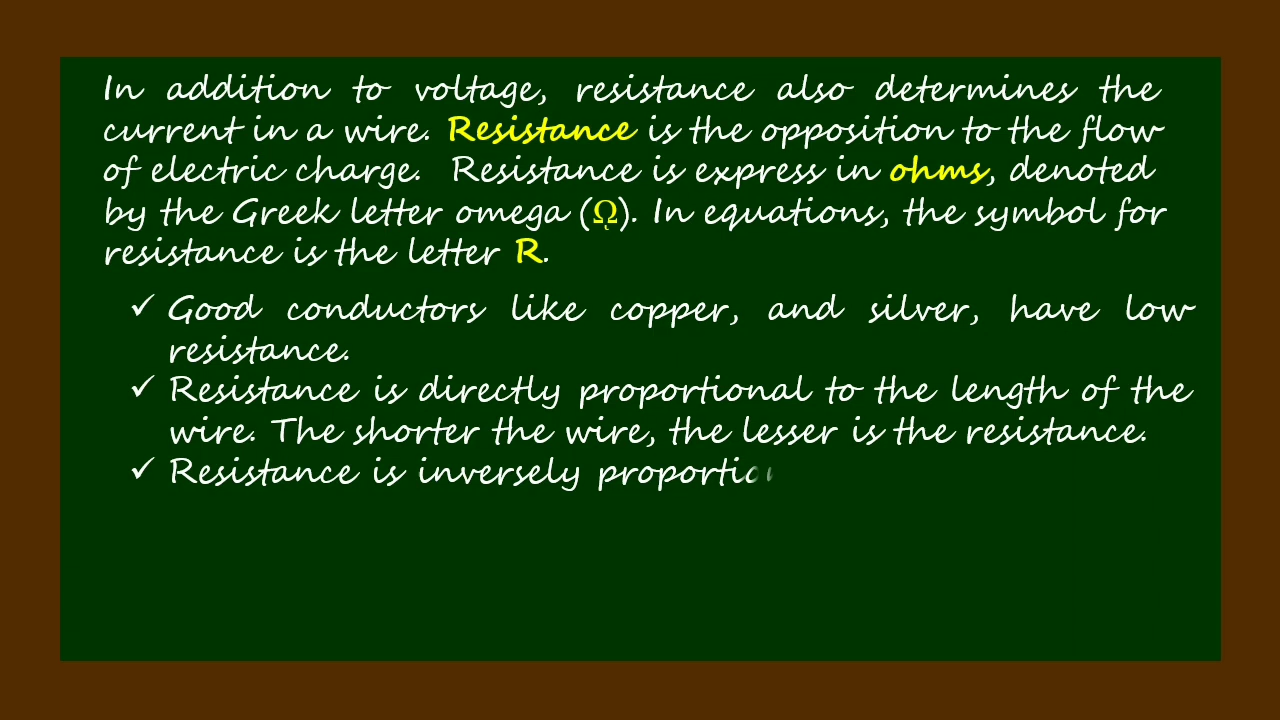 In addition to voltage, resistance also determines the
current in a wire. Resistance is the opposition to the flow
of electric charge. Resistance is express in ohms, denoted
by the Greek letter omega (ῼ). In equations, the symbol for
resistance is the letter R.
✓ Good conductors like copper, and silver, have low
resistance.
✓ Resistance is directly proportional to the length of the
wire. The shorter the wire, the lesser is the resistance.
✓ Resistance is inversely